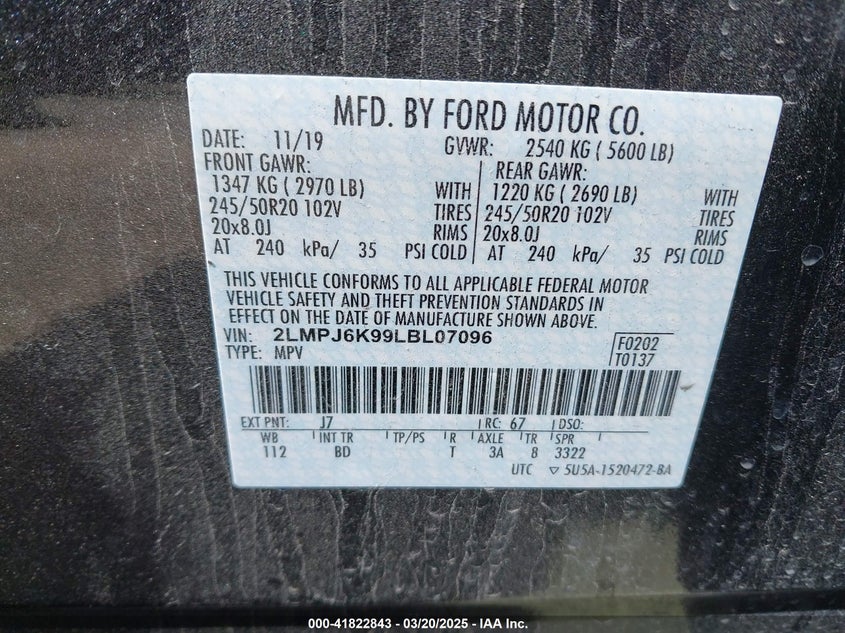 MFD. BY FORD MOTOR CO.
DATE: 11/19 GVWR: 2540 KG ( 5600 LB)
FRONT GAWR: REAR GAWR:
1347 KG ( 2970 LB) WITH 1220 KG ( 2690 LB) WITH
245/50R20 102V TIRES 245/50R20 102V TIRES
20x8.0J RIMS 20x8.0J RIMS
AT 240 kPa/ 35 PSI COLD AT 240 kPa/ 35 PSI COLD
THIS VEHICLE CONFORMS TO ALL APPLICABLE FEDERAL MOTOR
VEHICLE SAFETY AND THEFT PREVENTION STANDARDS IN
EFFECT ON THE DATE OF MANUFACTURE SHOWN ABOVE.
VIN: 2LMPJ6K99LBL07096 F0202
TYPE: MPV T0137
EXT PNT: J7 RC: 67 DSO:
WB INT TR TP/PS R AXLE TR SPR
112 BD T 3A 8 3322
UTC ▽ 5U5A-1520472-BA
000-41822843 - 03/20/2025 - IAA Inc.